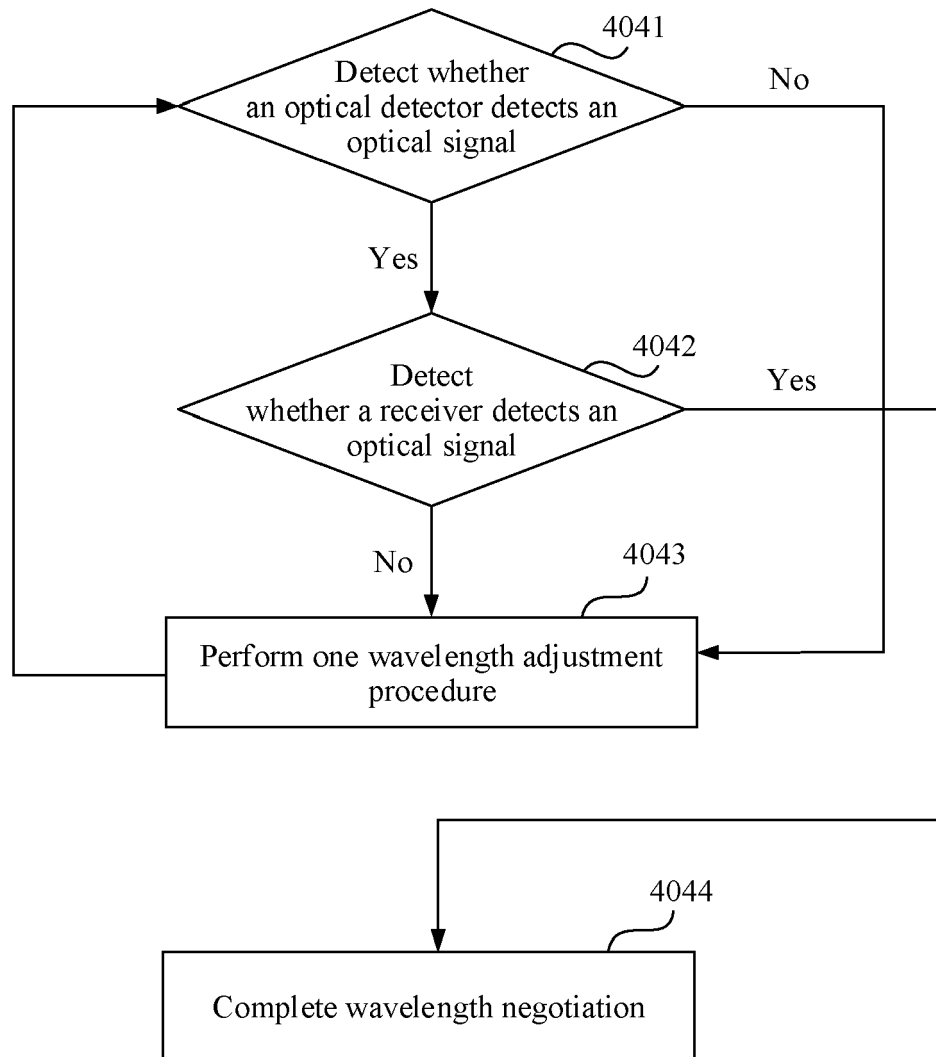 4041
Detect whether
an optical detector detects an
optical signal
No
Yes
4042
Detect
whether a receiver detects an
optical signal
Yes
No
4043
Perform one wavelength adjustment
procedure
4044
Complete wavelength negotiation